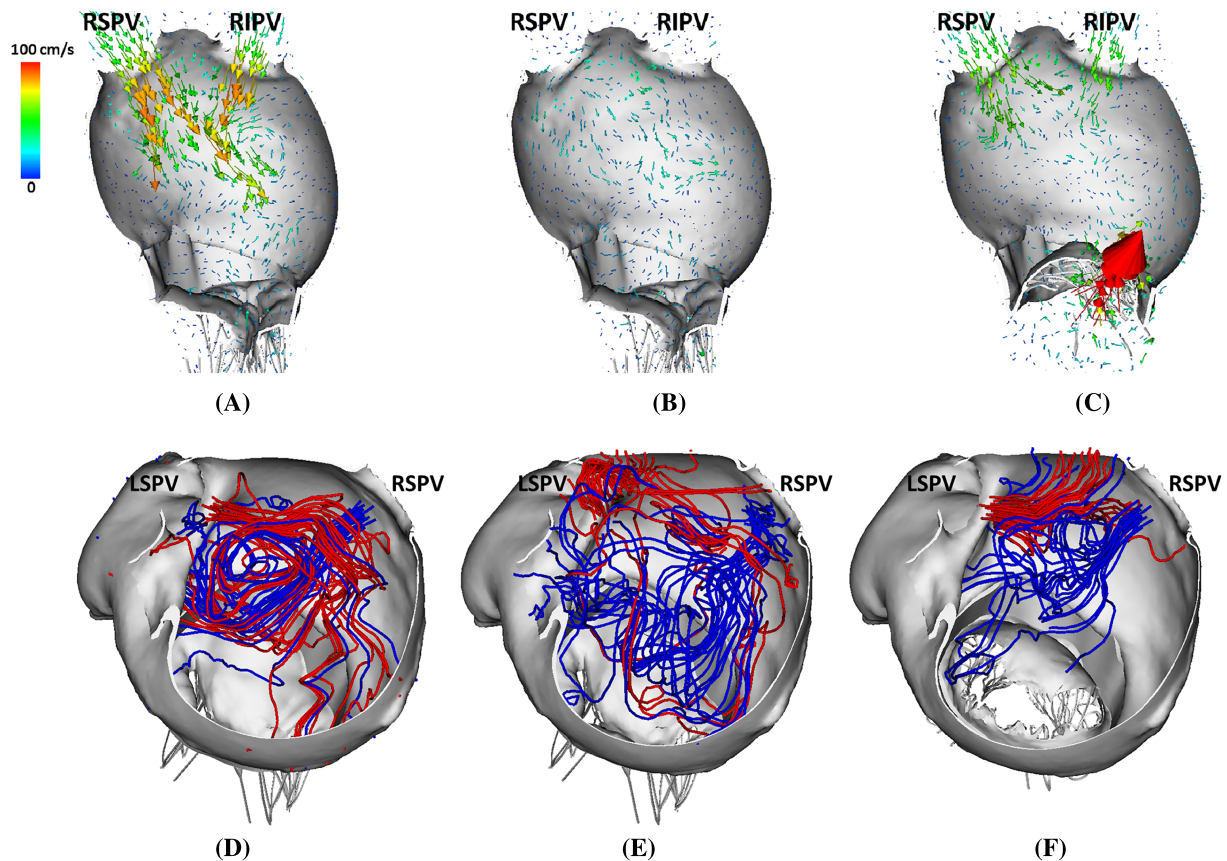 RSPV RIPV
100 cm/s
0
RSPV RIPV
RSPV RIPV
(A)
(B)
(C)
LSPV RSPV
LSPV RSPV
LSPV RSPV
(D)
(E)
(F)